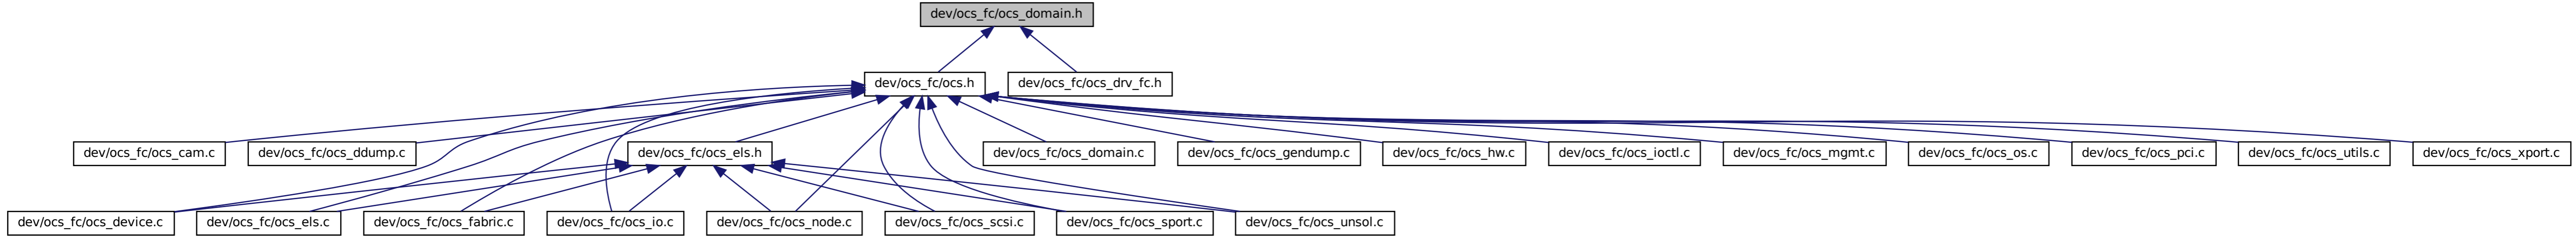 dev/ocs_fc/ocs_domain.h
dev/ocs_fc/ocs.h
dev/ocs_fc/ocs_drv_fc.h
dev/ocs_fc/ocs_cam.c
dev/ocs_fc/ocs_ddump.c
dev/ocs_fc/ocs_els.h
dev/ocs_fc/ocs_domain.c
dev/ocs_fc/ocs_gendump.c
dev/ocs_fc/ocs_hw.c
dev/ocs_fc/ocs_ioctl.c
dev/ocs_fc/ocs_mgmt.c
dev/ocs_fc/ocs_os.c
dev/ocs_fc/ocs_pci.c
dev/ocs_fc/ocs_utils.c
dev/ocs_fc/ocs_xport.c
dev/ocs_fc/ocs_device.c
dev/ocs_fc/ocs_els.c
dev/ocs_fc/ocs_fabric.c
dev/ocs_fc/ocs_io.c
dev/ocs_fc/ocs_node.c
dev/ocs_fc/ocs_scsi.c
dev/ocs_fc/ocs_sport.c
dev/ocs_fc/ocs_unsol.c